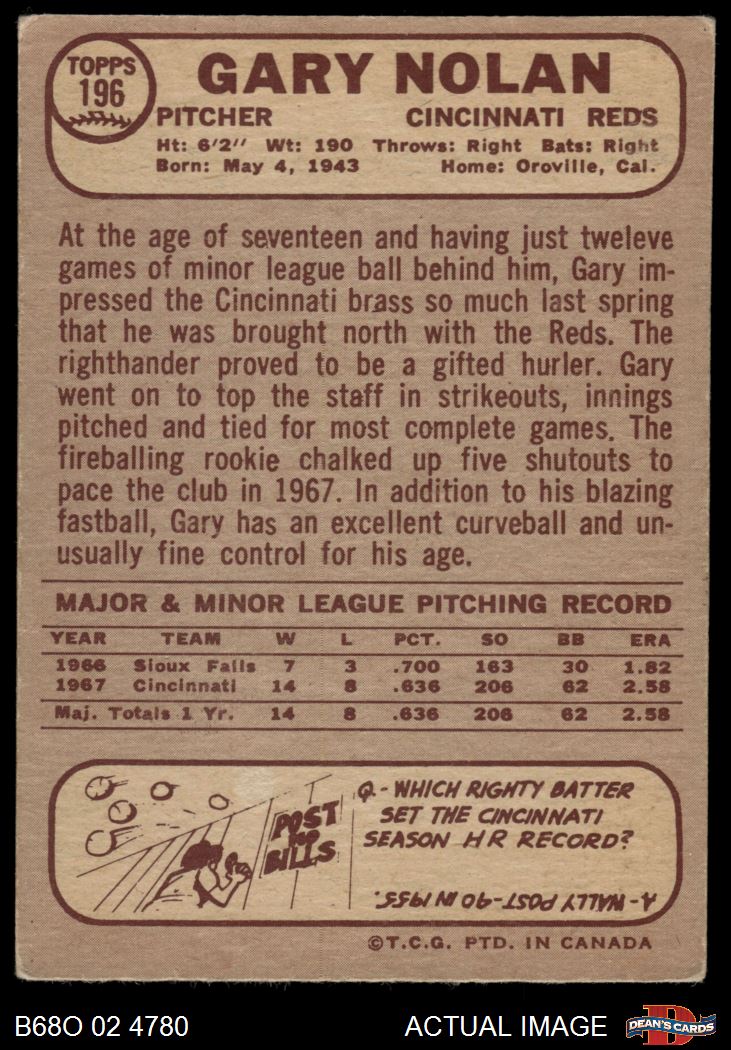 TOPPS
196
GARY NOLAN
PITCHER CINCINNATI REDS
Ht: 6'2" Wt: 190 Throws: Right Bats: Right
Born: May 4, 1943 Home: Oroville, Cal.
At the age of seventeen and having just tweleve
games of minor league ball behind him, Gary im-
pressed the Cincinnati brass so much last spring
that he was brought north with the Reds. The
righthander proved to be a gifted hurler. Gary
went on to top the staff in strikeouts, innings
pitched and tied for most complete games. The
fireballing rookie chalked up five shutouts to
pace the club in 1967. In addition to his blazing
fastball, Gary has an excellent curveball and un-
usually fine control for his age.
MAJOR & MINOR LEAGUE PITCHING RECORD
YEAR TEAM W L PCT. SO BB ERA
1966 Sioux Falls 7 3 .700 163 30 1.82
1967 Cincinnati 14 8 .636 206 62 2.58
Maj. Totals 1 Yr. 14 8 .636 206 62 2.58
POST
NO
BILLS
Q.- WHICH RIGHTY BATTER
SET THE CINCINNATI
SEASON HR RECORD?
A-WALLY POST-40 IN 1955.
©T.C.G. PTD. IN CANADA
B68O 02 4780 ACTUAL IMAGE
DEAN'S CARDS